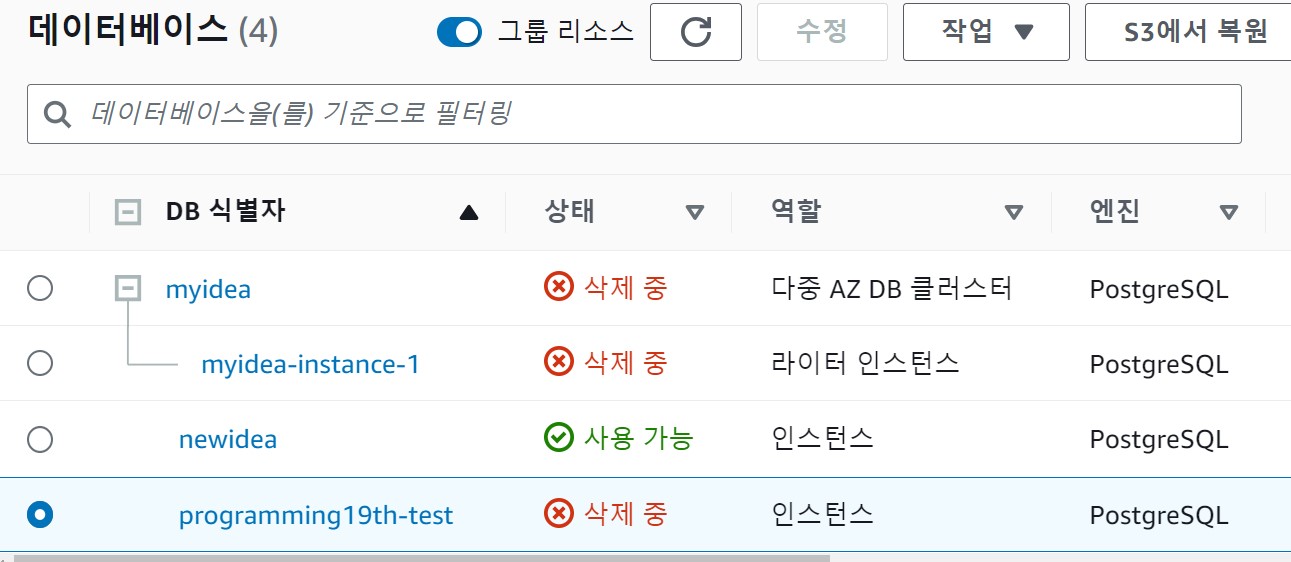 데이터베이스 (4) 그룹 리소스 수정 작업 S3에서 복원
데이터베이스을(를) 기준으로 필터링
DB 식별자 상태 역할 엔진
myidea 삭제 중 다중 AZ DB 클러스터 PostgreSQL
myidea-instance-1 삭제 중 라이터 인스턴스 PostgreSQL
newidea 사용 가능 인스턴스 PostgreSQL
programming19th-test 삭제 중 인스턴스 PostgreSQL